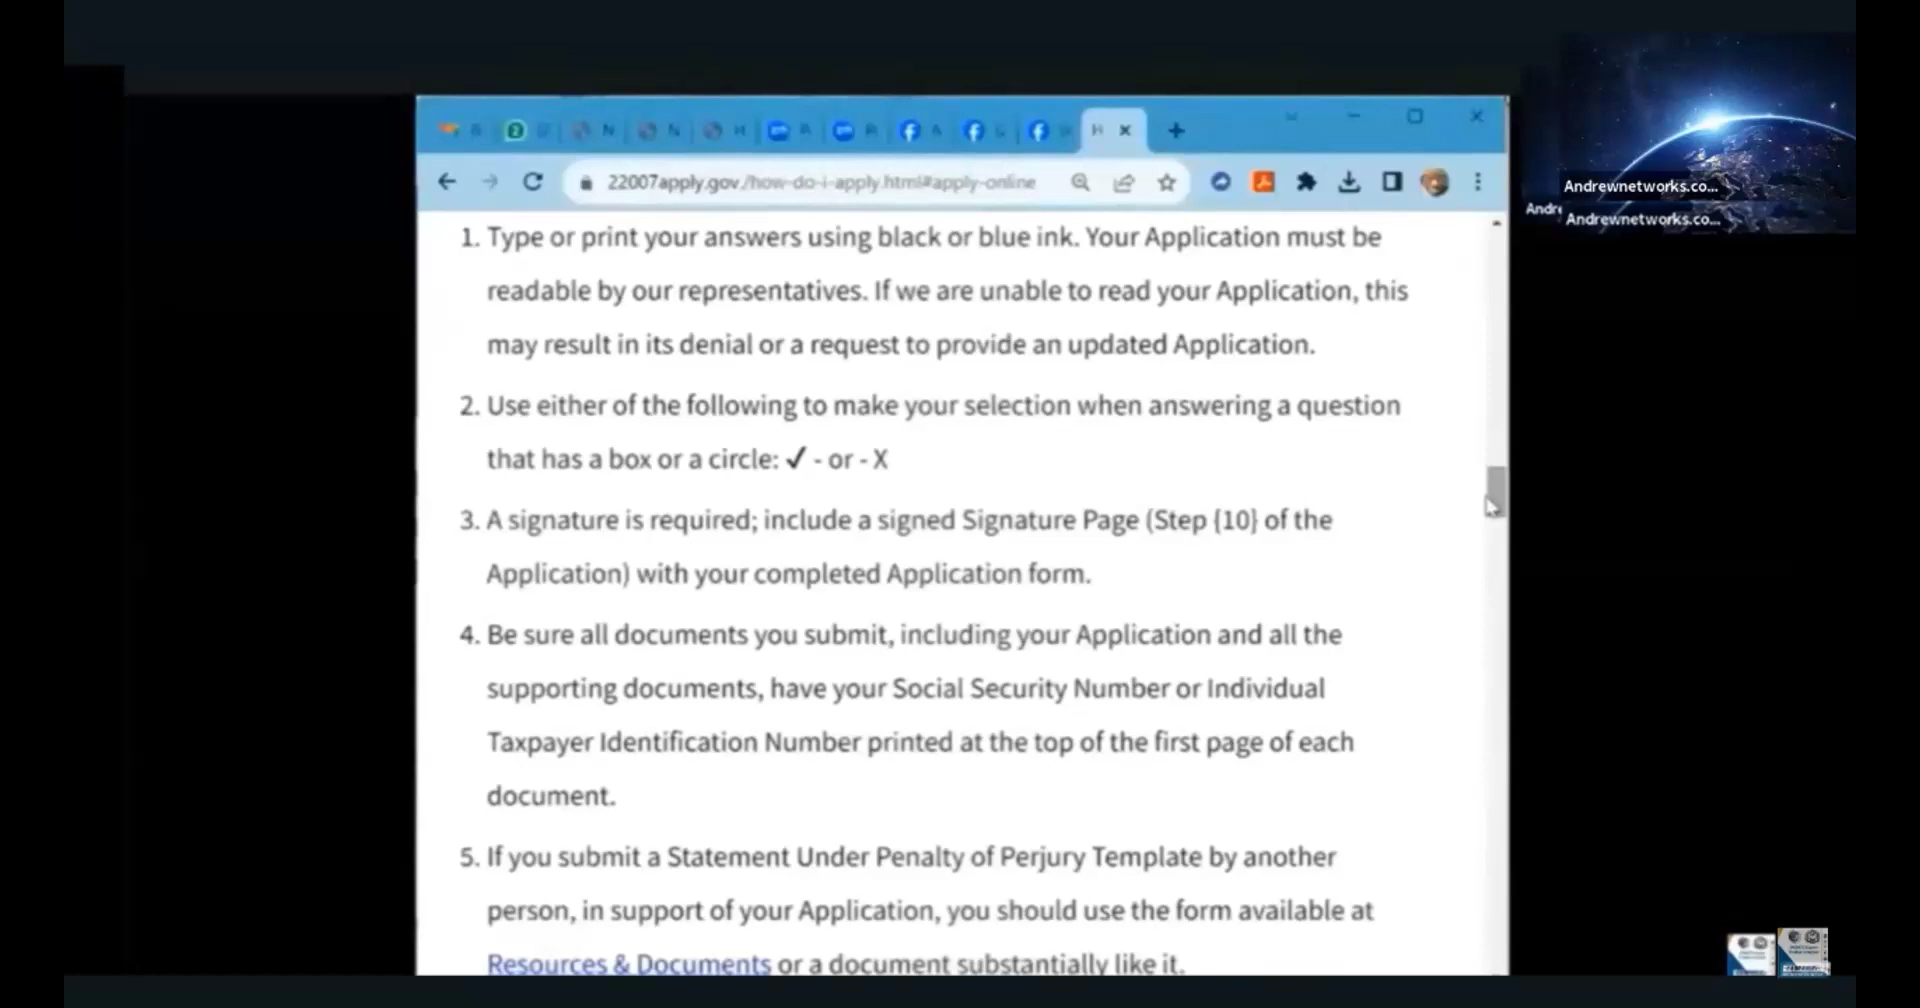 22007apply.gov./how-do-i-apply.html#apply-online
Andrewnetworks.co...
Andre
Andrewnetworks.co...
1. Type or print your answers using black or blue ink. Your Application must be
readable by our representatives. If we are unable to read your Application, this
may result in its denial or a request to provide an updated Application.
2. Use either of the following to make your selection when answering a question
that has a box or a circle: ✓ - or - X
3. A signature is required; include a signed Signature Page (Step {10} of the
Application) with your completed Application form.
4. Be sure all documents you submit, including your Application and all the
supporting documents, have your Social Security Number or Individual
Taxpayer Identification Number printed at the top of the first page of each
document.
5. If you submit a Statement Under Penalty of Perjury Template by another
person, in support of your Application, you should use the form available at
Resources & Documents or a document substantially like it.